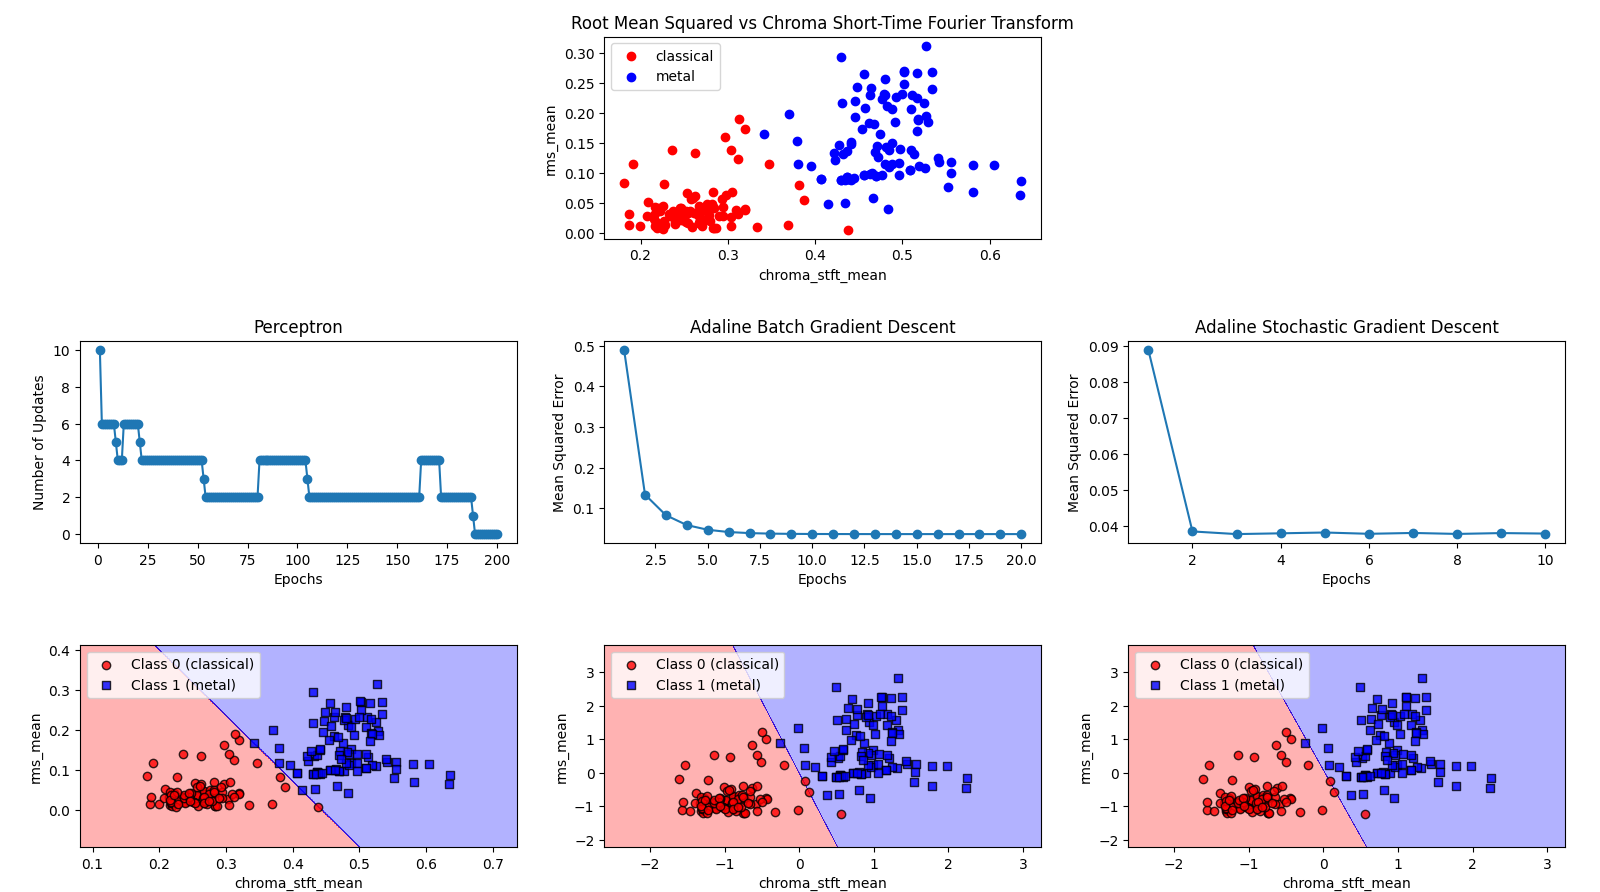 Root Mean Squared vs Chroma Short-Time Fourier Transform
classical
metal
rms_mean
0.30
0.25
0.20
0.15
0.10
0.05
0.00
0.2 0.3 0.4 0.5 0.6
chroma_stft_mean
Perceptron
Number of Updates
10
8
6
4
2
0
0 25 50 75 100 125 150 175 200
Epochs
Adaline Batch Gradient Descent
Mean Squared Error
0.5
0.4
0.3
0.2
0.1
2.5 5.0 7.5 10.0 12.5 15.0 17.5 20.0
Epochs
Adaline Stochastic Gradient Descent
Mean Squared Error
0.09
0.08
0.07
0.06
0.05
0.04
2 4 6 8 10
Epochs
Class 0 (classical)
Class 1 (metal)
rms_mean
0.4
0.3
0.2
0.1
0.0
0.1 0.2 0.3 0.4 0.5 0.6 0.7
chroma_stft_mean
Class 0 (classical)
Class 1 (metal)
rms_mean
3
2
1
0
−1
−2
−2 −1 0 1 2 3
chroma_stft_mean
Class 0 (classical)
Class 1 (metal)
rms_mean
3
2
1
0
−1
−2
−2 −1 0 1 2 3
chroma_stft_mean